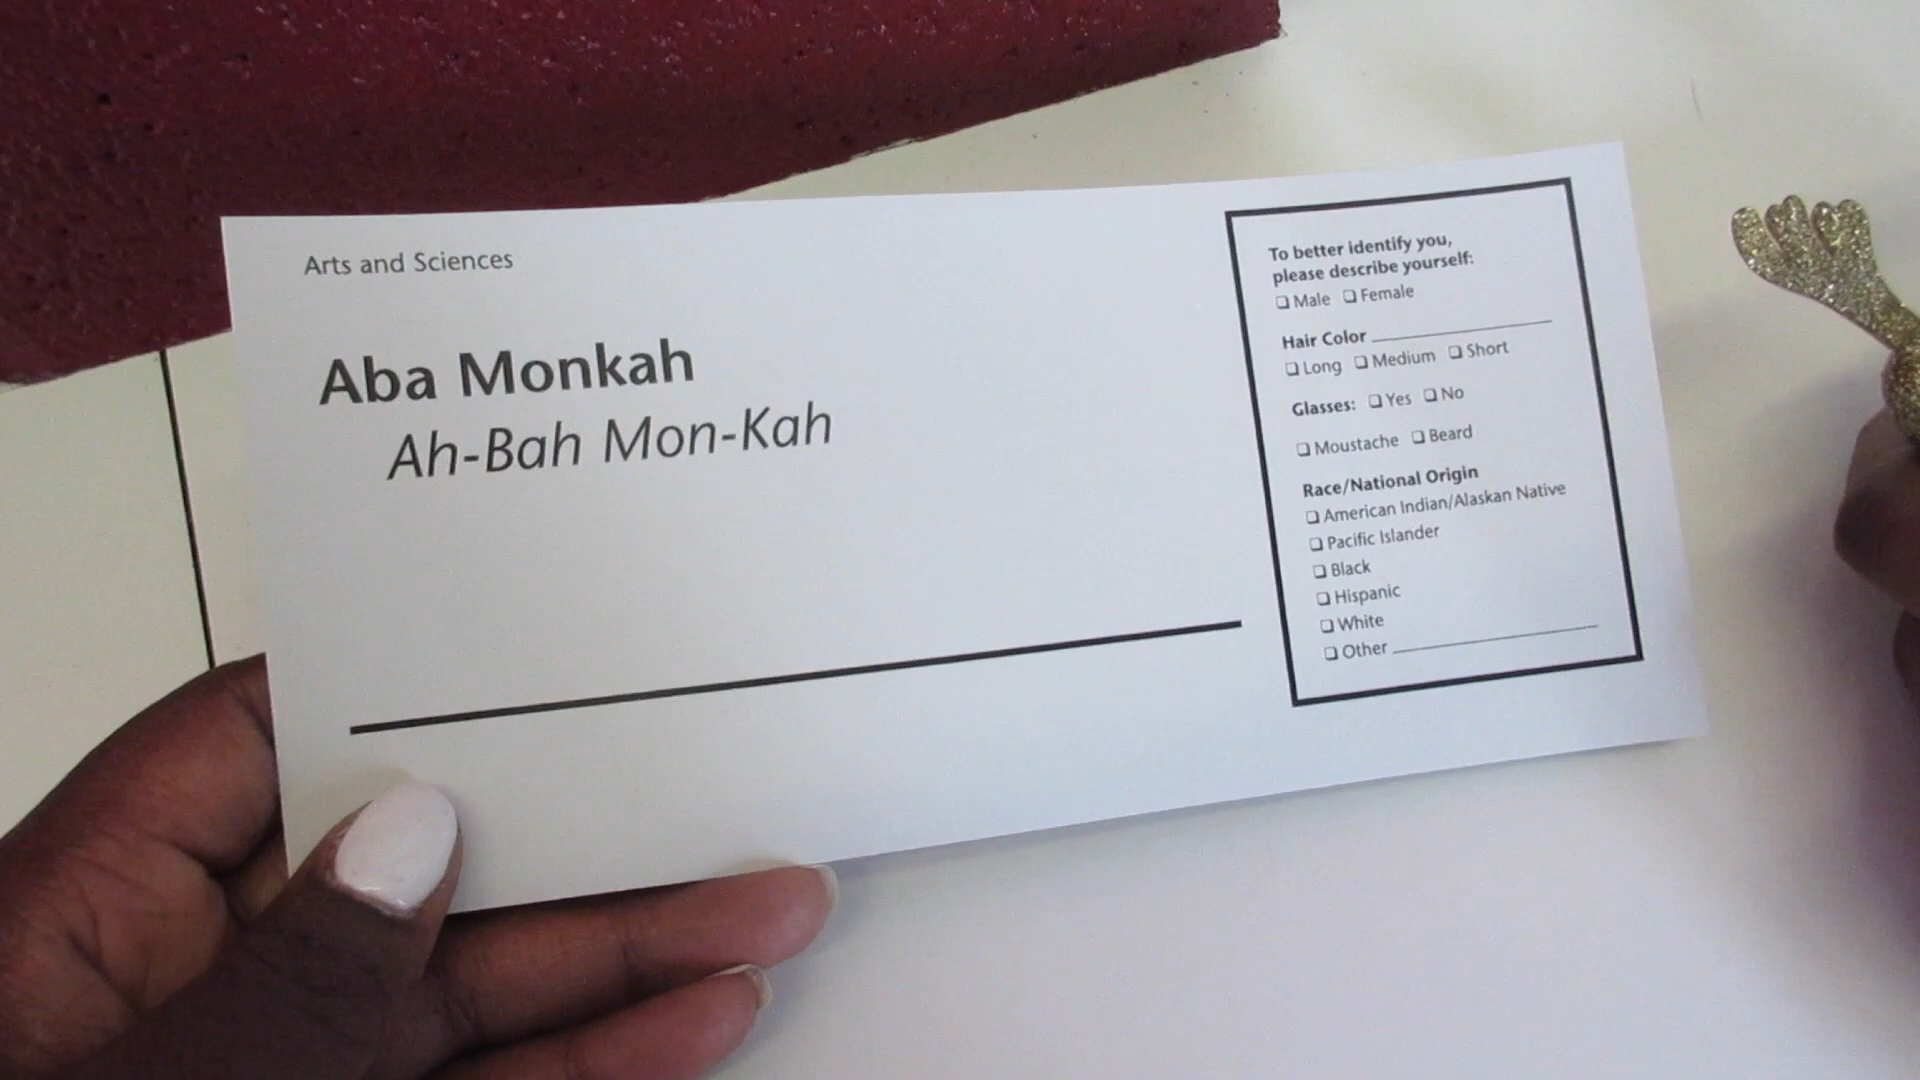 Arts and Sciences
Aba Monkah
Ah-Bah Mon-Kah
To better identify you,
please describe yourself:
❏ Male ❏ Female
Hair Color ______________
❏ Long ❏ Medium ❏ Short
Glasses: ❏ Yes ❏ No
❏ Moustache ❏ Beard
Race/National Origin
❏ American Indian/Alaskan Native
❏ Pacific Islander
❏ Black
❏ Hispanic
❏ White
❏ Other ______________